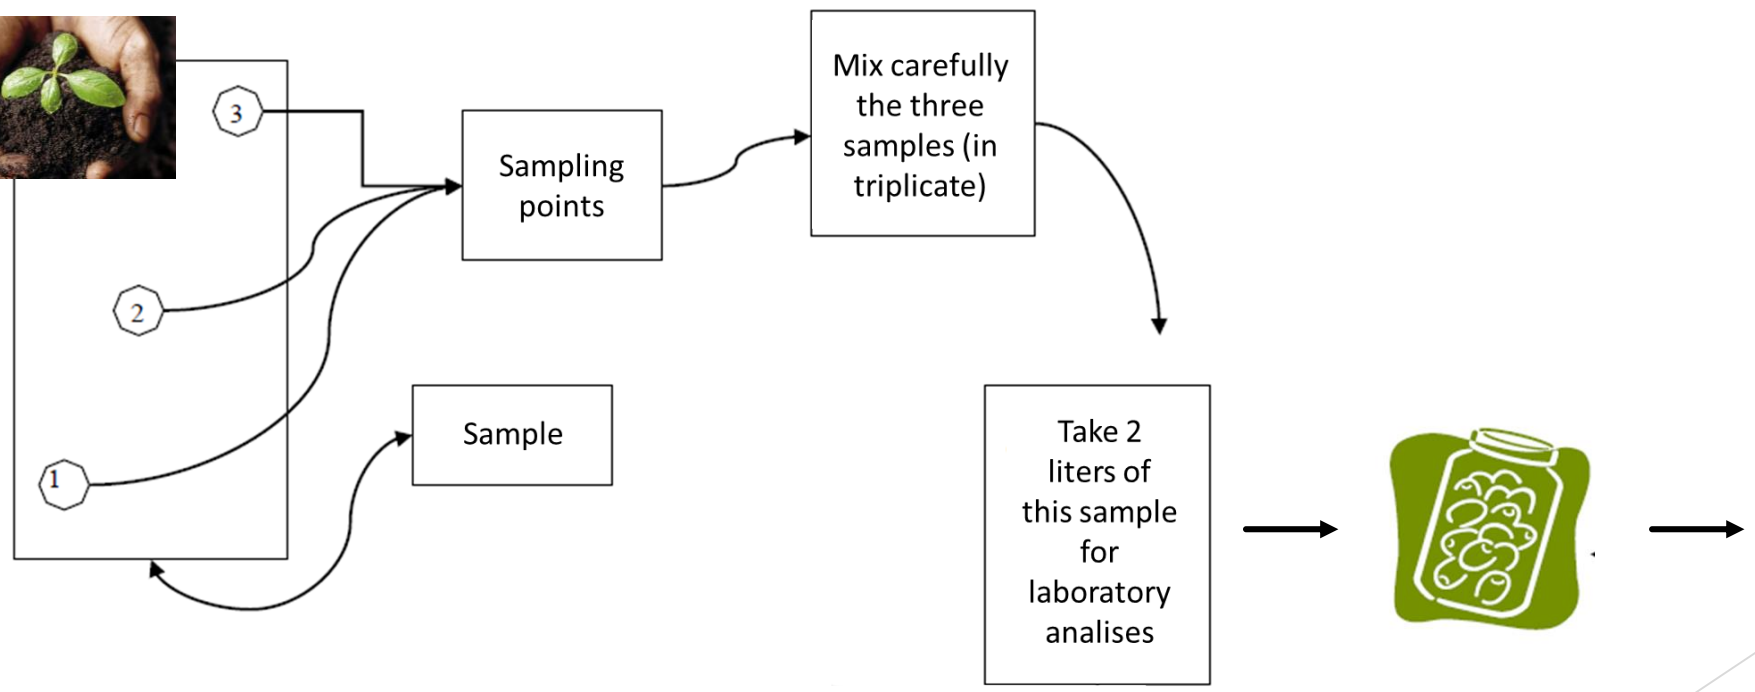 3
2
1
Sampling
points
Mix carefully
the three
samples (in
triplicate)
Sample
Take 2
liters of
this sample
for
laboratory
analises